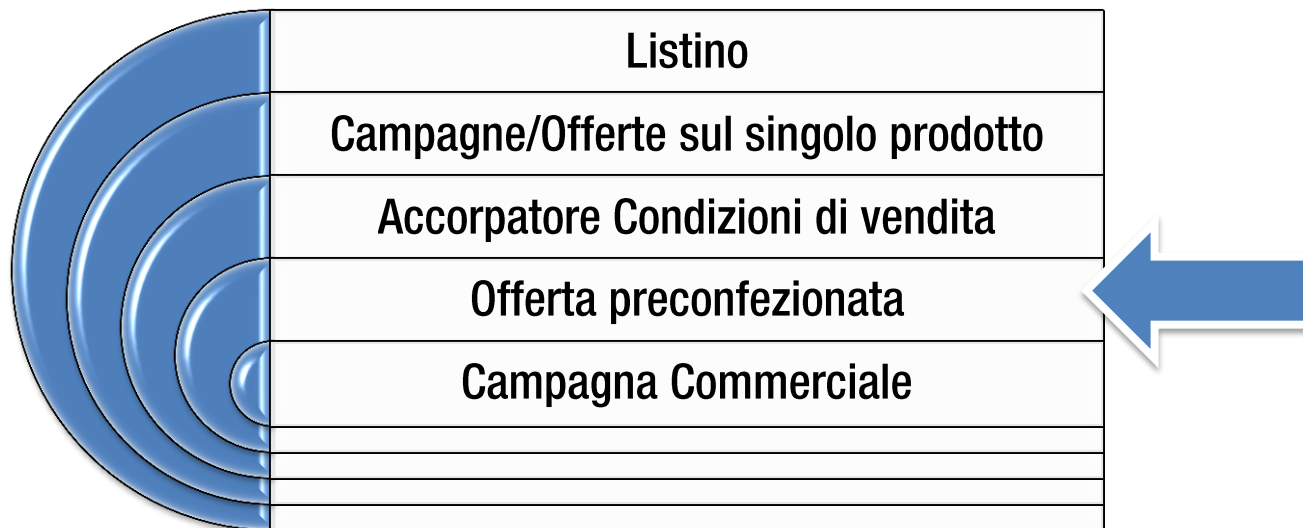 Listino
Campagne/Offerte sul singolo prodotto
Accorpatore Condizioni di vendita
Offerta preconfezionata
Campagna Commerciale